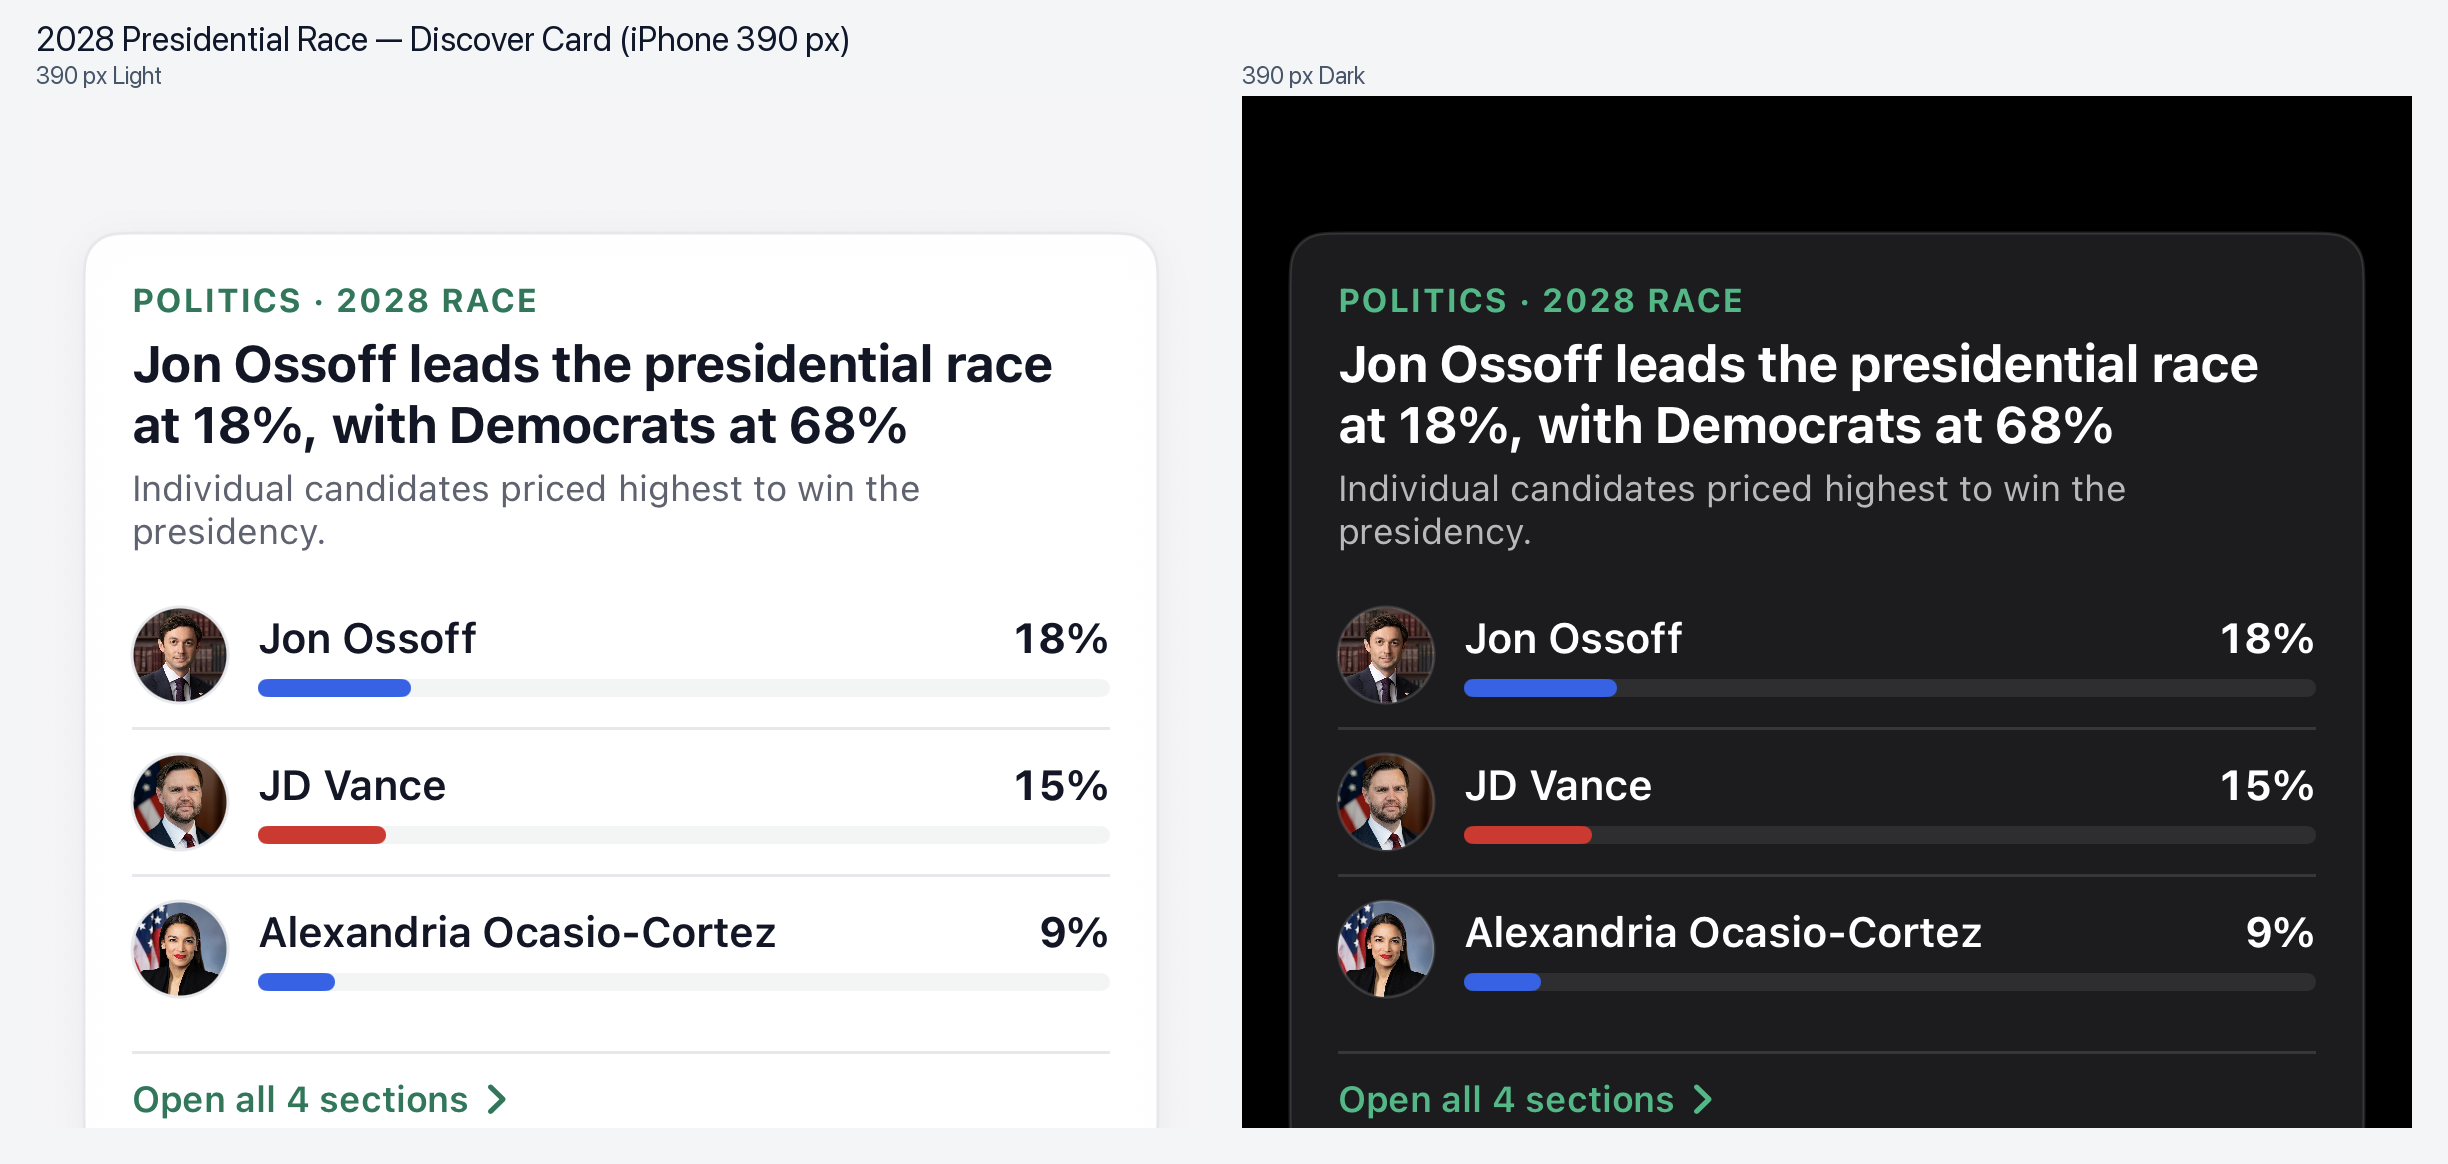 2028 Presidential Race — Discover Card (iPhone 390 px)
390 px Light
POLITICS · 2028 RACE
Jon Ossoff leads the presidential race
at 18%, with Democrats at 68%
Individual candidates priced highest to win the
presidency.
Jon Ossoff 18%
JD Vance 15%
Alexandria Ocasio-Cortez 9%
Open all 4 sections
390 px Dark
POLITICS · 2028 RACE
Jon Ossoff leads the presidential race
at 18%, with Democrats at 68%
Individual candidates priced highest to win the
presidency.
Jon Ossoff 18%
JD Vance 15%
Alexandria Ocasio-Cortez 9%
Open all 4 sections